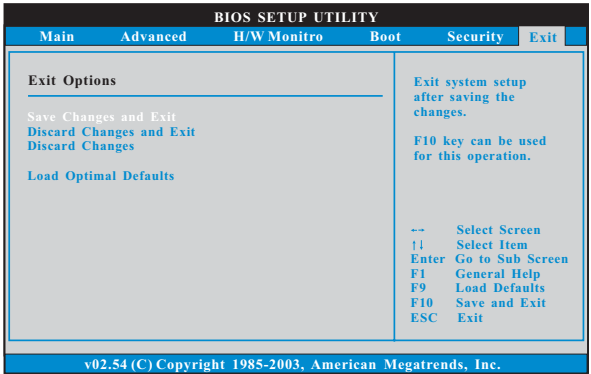 BIOS SETUP UTILITY
Main Advanced H/W Monitro Boot Security Exit
Exit Options
Save Changes and Exit
Discard Changes and Exit
Discard Changes
Load Optimal Defaults
Exit system setup
after saving the
changes.
F10 key can be used
for this operation.
←→ Select Screen
↑↓ Select Item
Enter Go to Sub Screen
F1 General Help
F9 Load Defaults
F10 Save and Exit
ESC Exit
v02.54 (C) Copyright 1985-2003, American Megatrends, Inc.